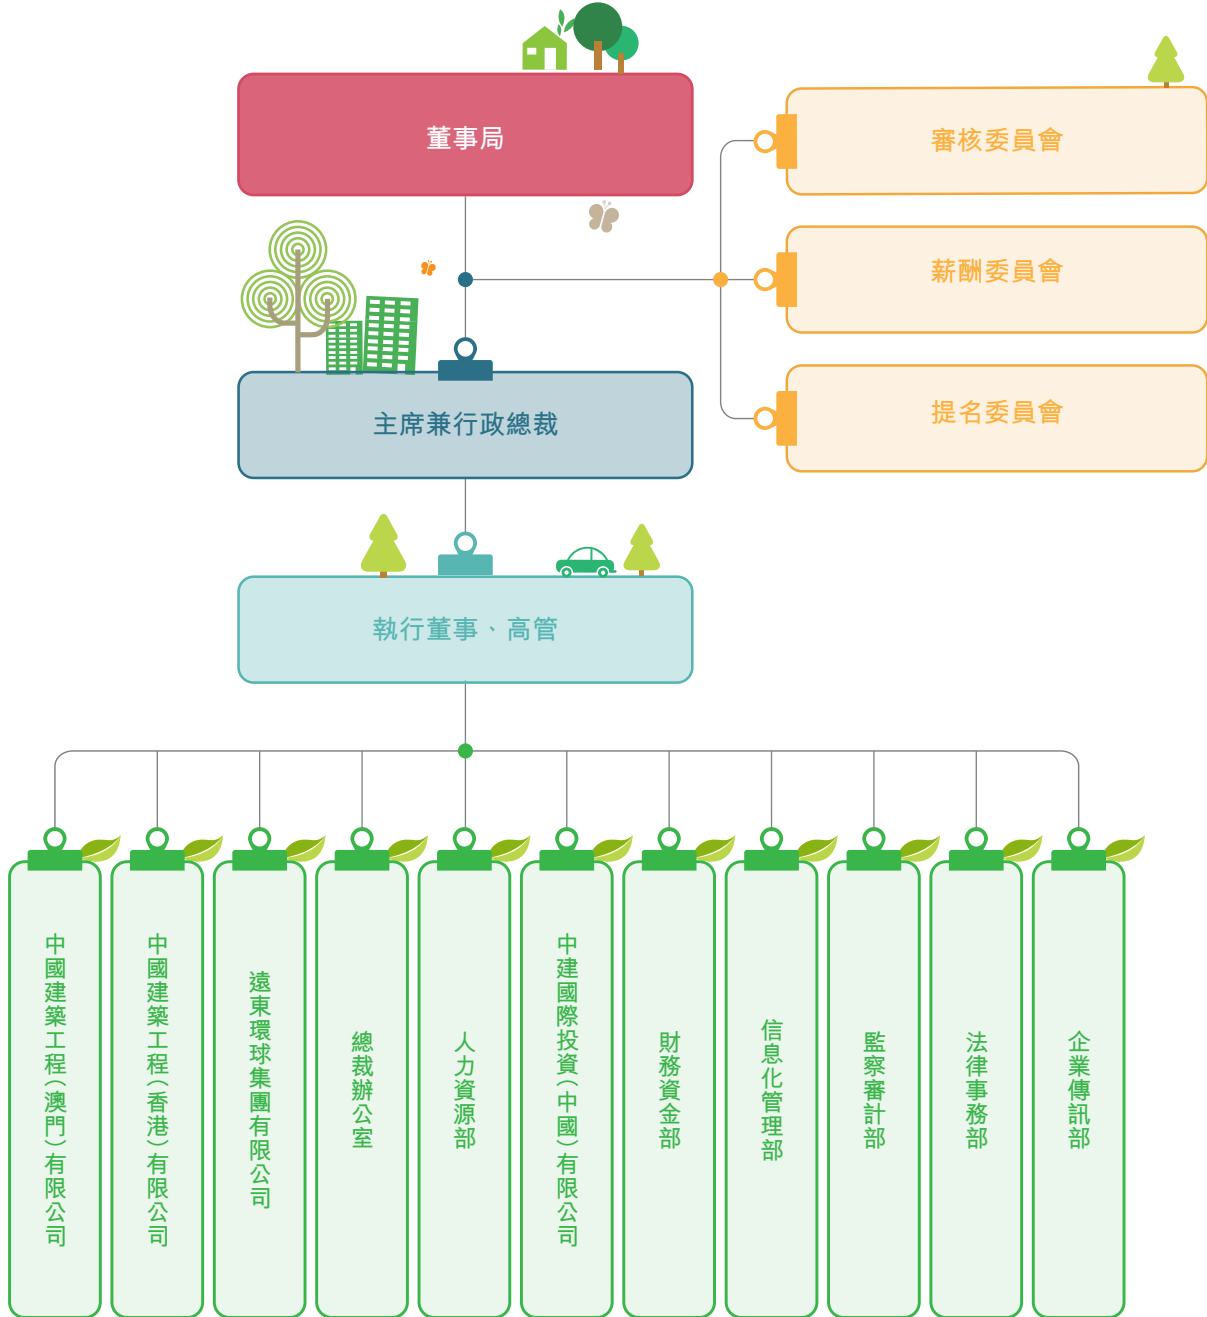 董事局
審核委員會
薪酬委員會
提名委員會
主席兼行政總裁
執行董事、高管
中國建築工程（澳門）有限公司
中國建築工程（香港）有限公司
遠東環球集團有限公司
總裁辦公室
人力資源部
中建國際投資（中國）有限公司
財務資金部
信息化管理部
監察審計部
法律事務部
企業傳訊部